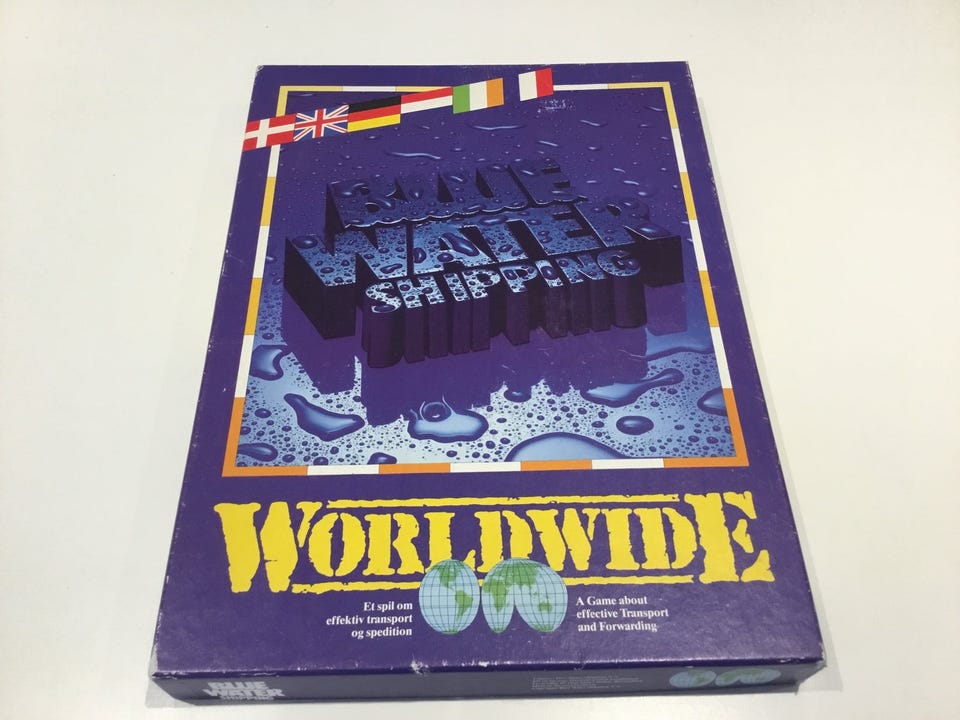 BLUE
WATER
SHIPPING
WORLDWIDE
Et spil om
effektiv transport
og spedition
A Game about
effective Transport
and Forwarding
BLUE
WATER
SHIPPING